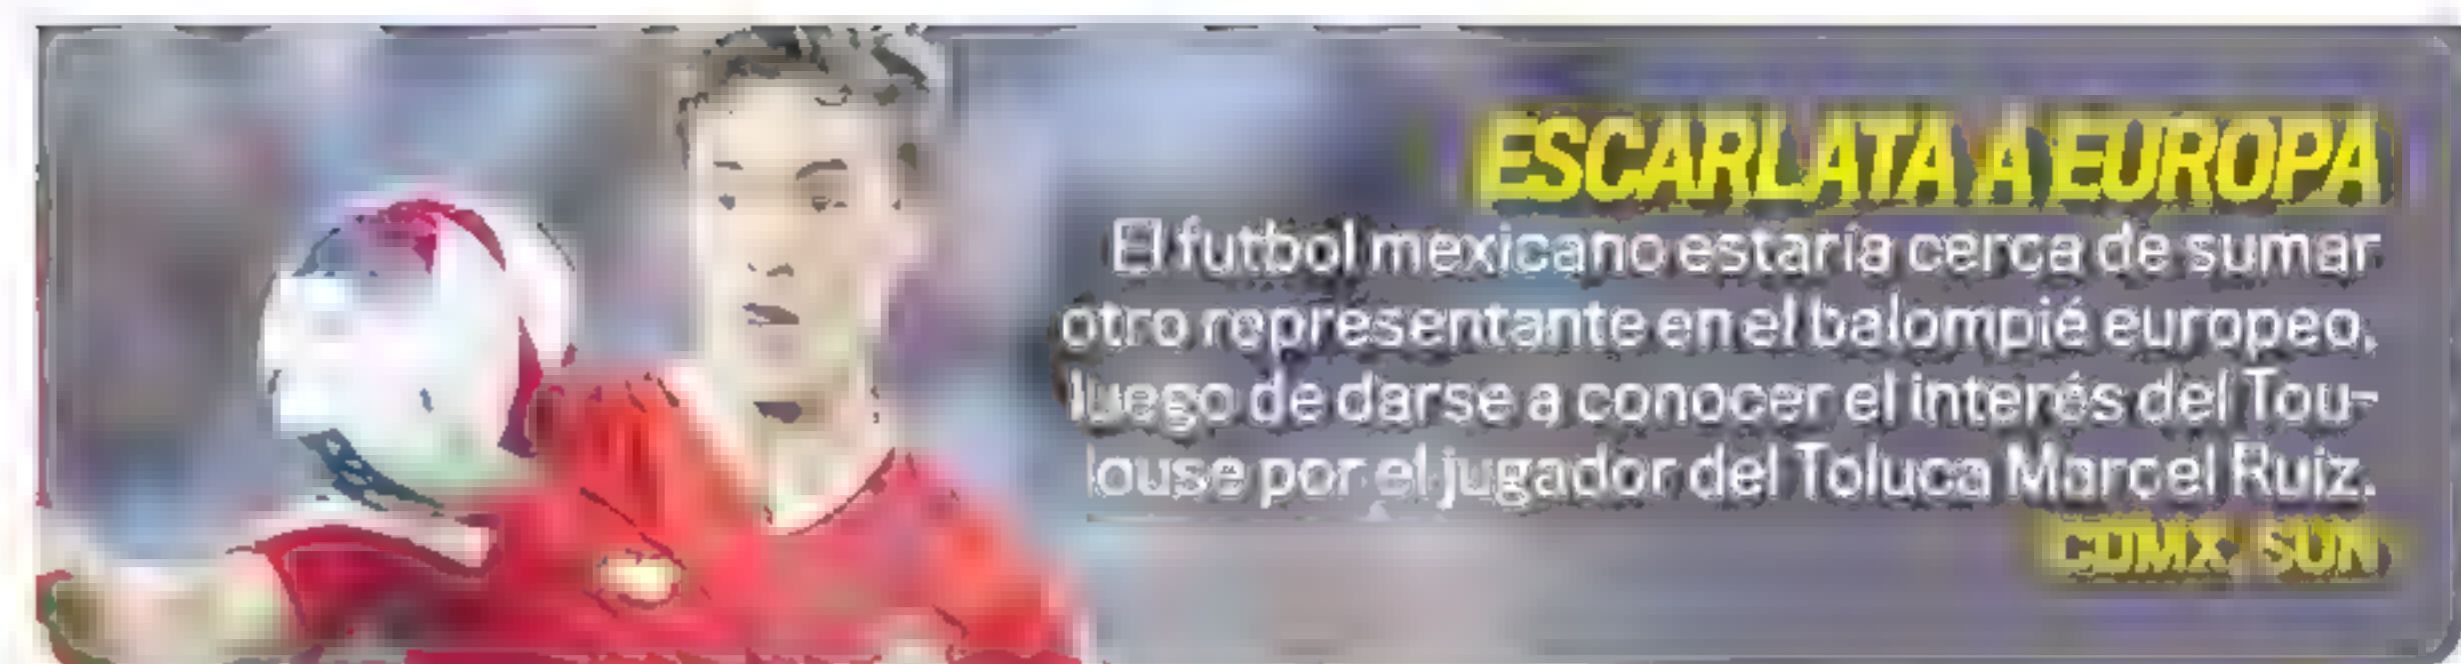 ESCARLATA A EUROPA
El futbol mexicano estaría cerca de sumar
otro representante en el balompié europeo,
luego de darse a conocer el interés del Tou-
louse por el jugador del Toluca Marcel Ruiz.
CDMX SUN